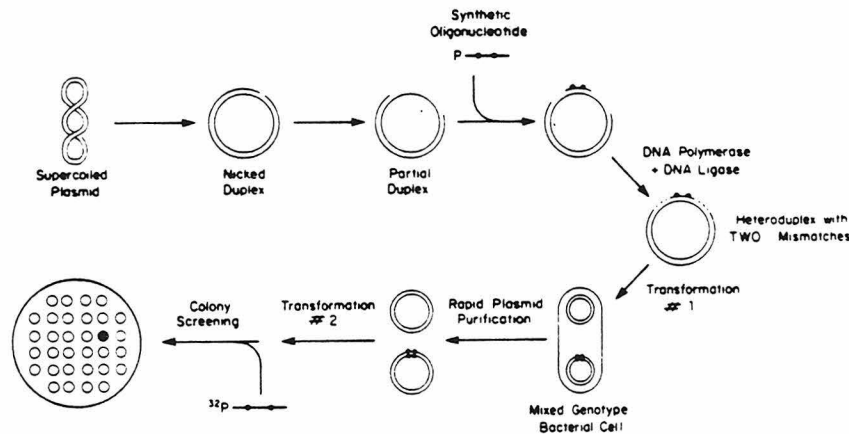 Synthetic
Oligonucleotide
P
Supercoiled
Plasmid
Nicked
Duplex
Partial
Duplex
DNA Polymerase
+ DNA Ligase
Heteroduplex with
TWO Mismatches
Transformation
# 1
Mixed Genotype
Bacterial Cell
Rapid Plasmid
Purification
Transformation
# 2
Colony
Screening
32P